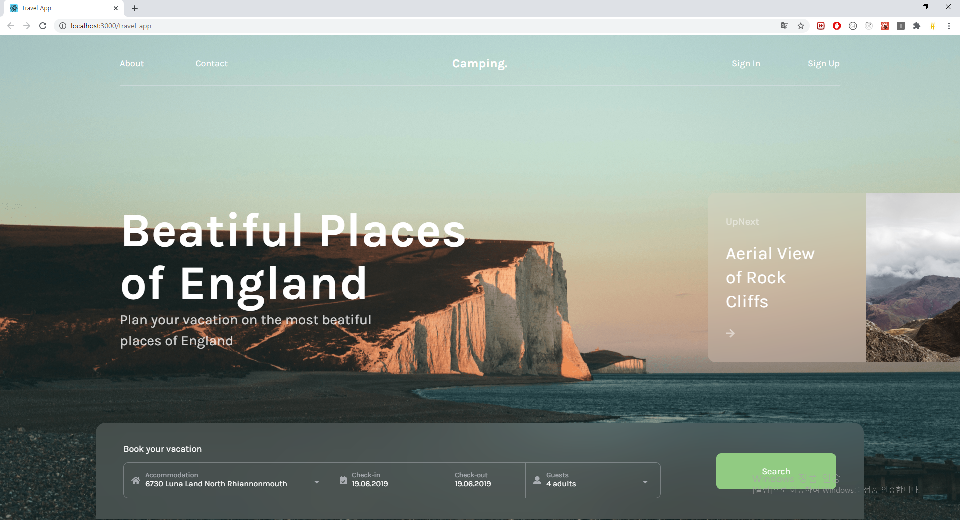 Travel App
localhost:3000/travel app
About
Contact
Camping.
Sign In
Sign Up
Beatiful Places
of England
Plan your vacation on the most beatiful
places of England
UpNext
Aerial View
of Rock
Cliffs
Book your vacation
Accommodation
6730 Luna Land North Rhiannonmouth
Check-in
19.06.2019
Check-out
19.06.2019
Guests
4 adults
Search
Windows